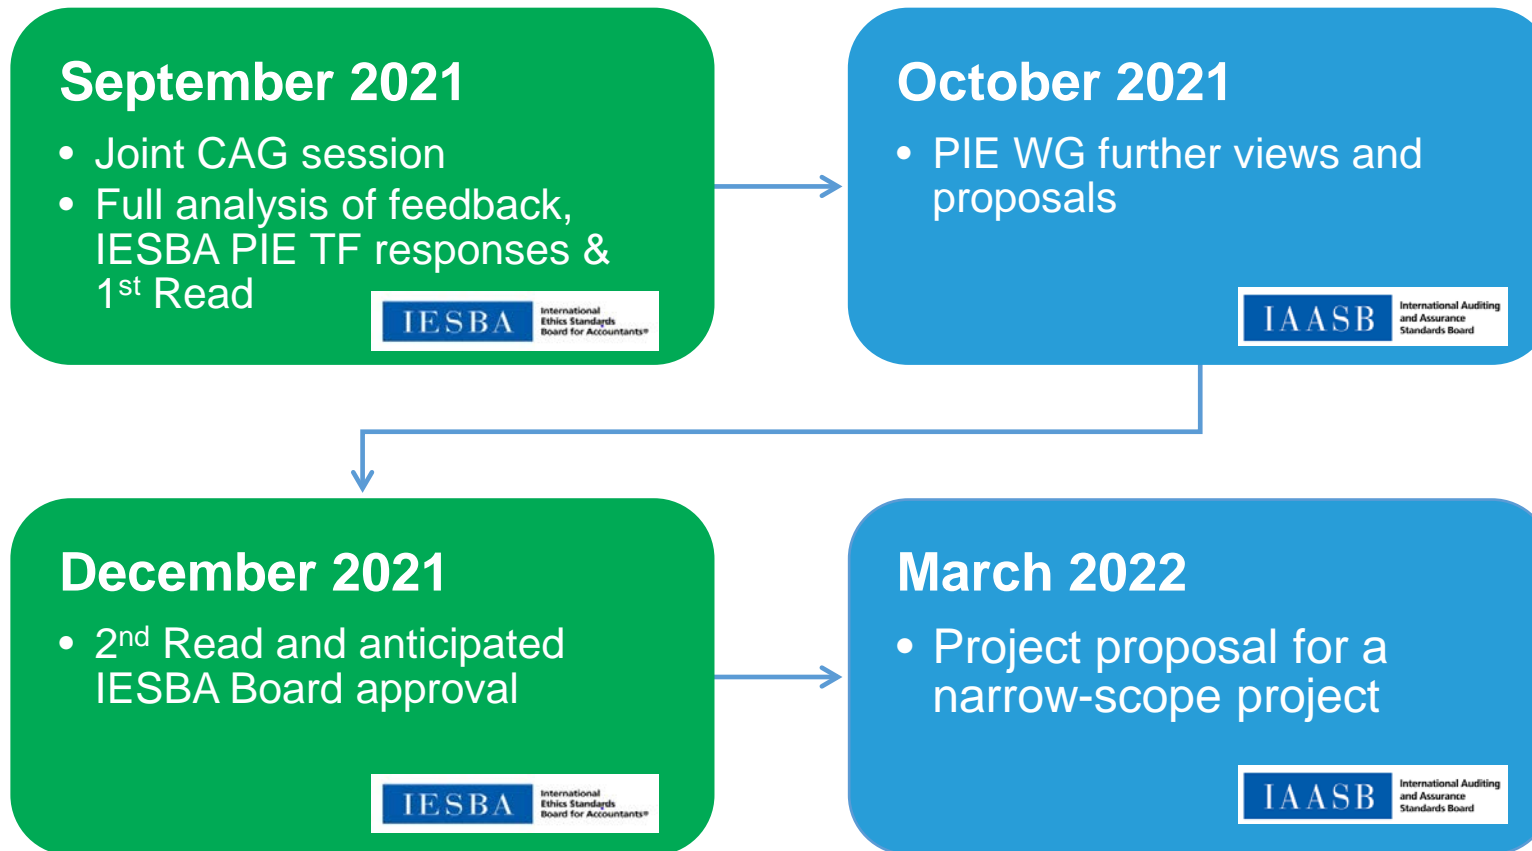 September 2021
• Joint CAG session
• Full analysis of feedback,
IESBA PIE TF responses &
1st Read
IESBA
International
Ethics Standards
Board for Accountants®
October 2021
• PIE WG further views and
proposals
IAASB
International Auditing
and Assurance
Standards Board
December 2021
• 2nd Read and anticipated
IESBA Board approval
IESBA
International
Ethics Standards
Board for Accountants®
March 2022
• Project proposal for a
narrow-scope project
IAASB
International Auditing
and Assurance
Standards Board